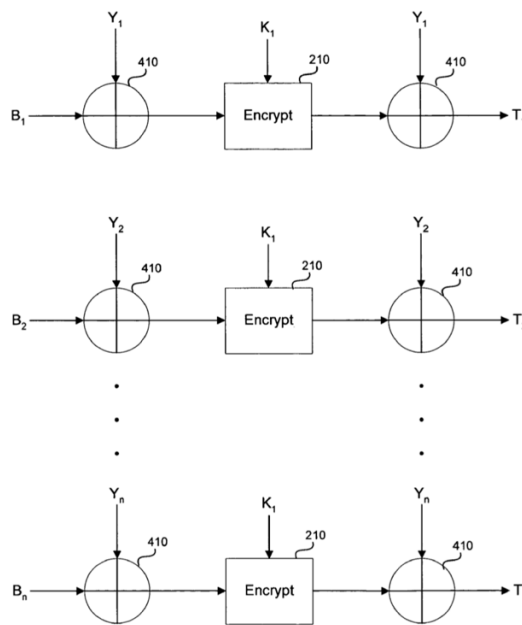 Y₁ Y₁
410 K₁ 210 410
B₁ Encrypt T
Y₂ Y₂
410 K₁ 210 410
B₂ Encrypt T
Yₙ Yₙ
410 K₁ 210 410
Bₙ Encrypt T